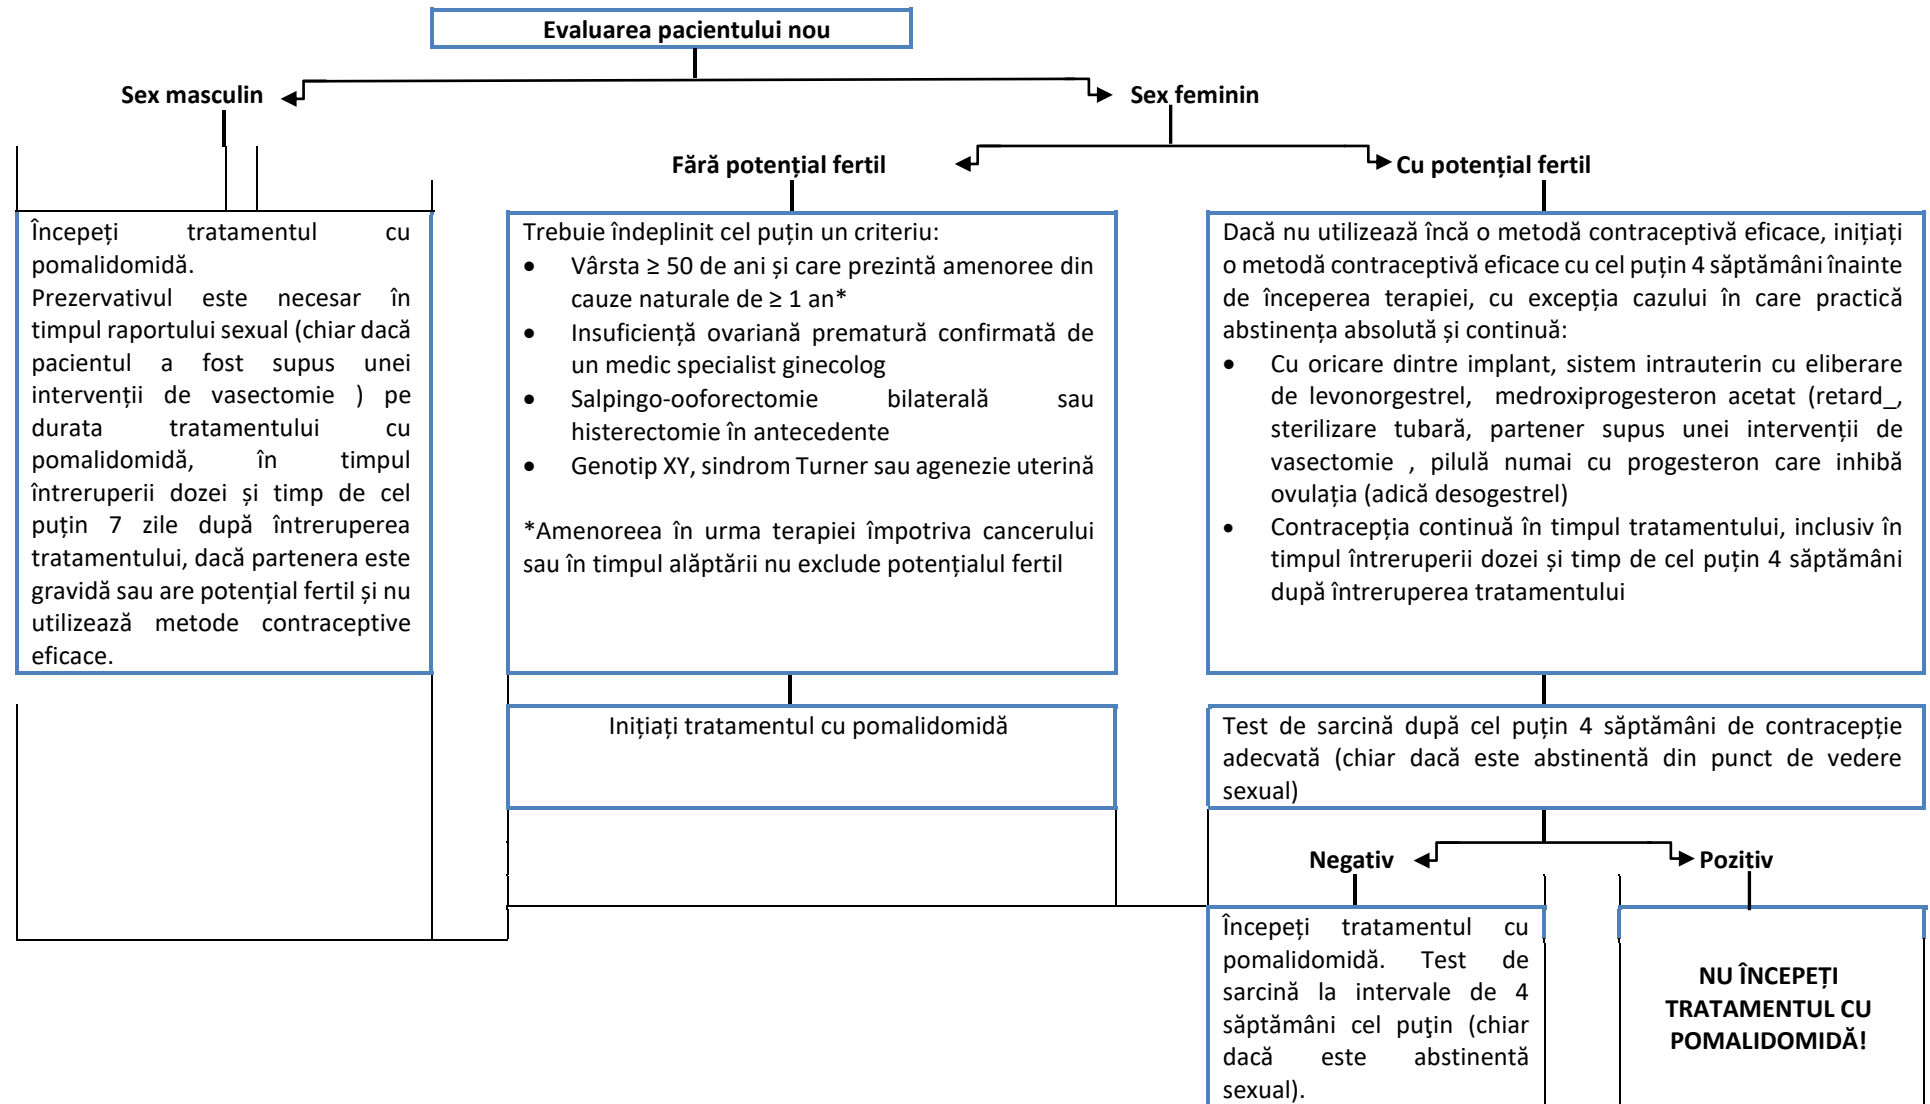 Evaluarea pacientului nou
Sex masculin
Sex feminin
Fără potențial fertil
Cu potențial fertil
Începeți tratamentul cu
pomalidomidă.
Prezervativul este necesar în
timpul raportului sexual (chiar dacă
pacientul a fost supus unei
intervenții de vasectomie ) pe
durata tratamentului cu
pomalidomidă, în timpul
întreruperii dozei și timp de cel
puțin 7 zile după întreruperea
tratamentului, dacă partenera este
gravidă sau are potențial fertil și nu
utilizează metode contraceptive
eficace.
Trebuie îndeplinit cel puțin un criteriu:
• Vârsta ≥ 50 de ani și care prezintă amenoree din
cauze naturale de ≥ 1 an*
• Insuficiență ovariană prematură confirmată de
un medic specialist ginecolog
• Salpingo-ooforectomie bilaterală sau
histerectomie în antecedente
• Genotip XY, sindrom Turner sau agenezie uterină
*Amenoreea în urma terapiei împotriva cancerului
sau în timpul alăptării nu exclude potențialul fertil
Dacă nu utilizează încă o metodă contraceptivă eficace, inițiați
o metodă contraceptivă eficace cu cel puțin 4 săptămâni înainte
de începerea terapiei, cu excepția cazului în care practică
abstinența absolută și continuă:
• Cu oricare dintre implant, sistem intrauterin cu eliberare
de levonorgestrel, medroxiprogesteron acetat (retard_,
sterilizare tubară, partener supus unei intervenții de
vasectomie , pilulă numai cu progesteron care inhibă
ovulația (adică desogestrel)
• Contracepția continuă în timpul tratamentului, inclusiv în
timpul întreruperii dozei și timp de cel puțin 4 săptămâni
după întreruperea tratamentului
Inițiați tratamentul cu pomalidomidă
Test de sarcină după cel puțin 4 săptămâni de contracepție
adecvată (chiar dacă este abstinentă din punct de vedere
sexual)
Negativ
Pozitiv
Începeți tratamentul cu
pomalidomidă. Test de
sarcină la intervale de 4
săptămâni cel puţin (chiar
dacă este abstinentă
sexual).
NU ÎNCEPEȚI
TRATAMENTUL CU
POMALIDOMIDĂ!